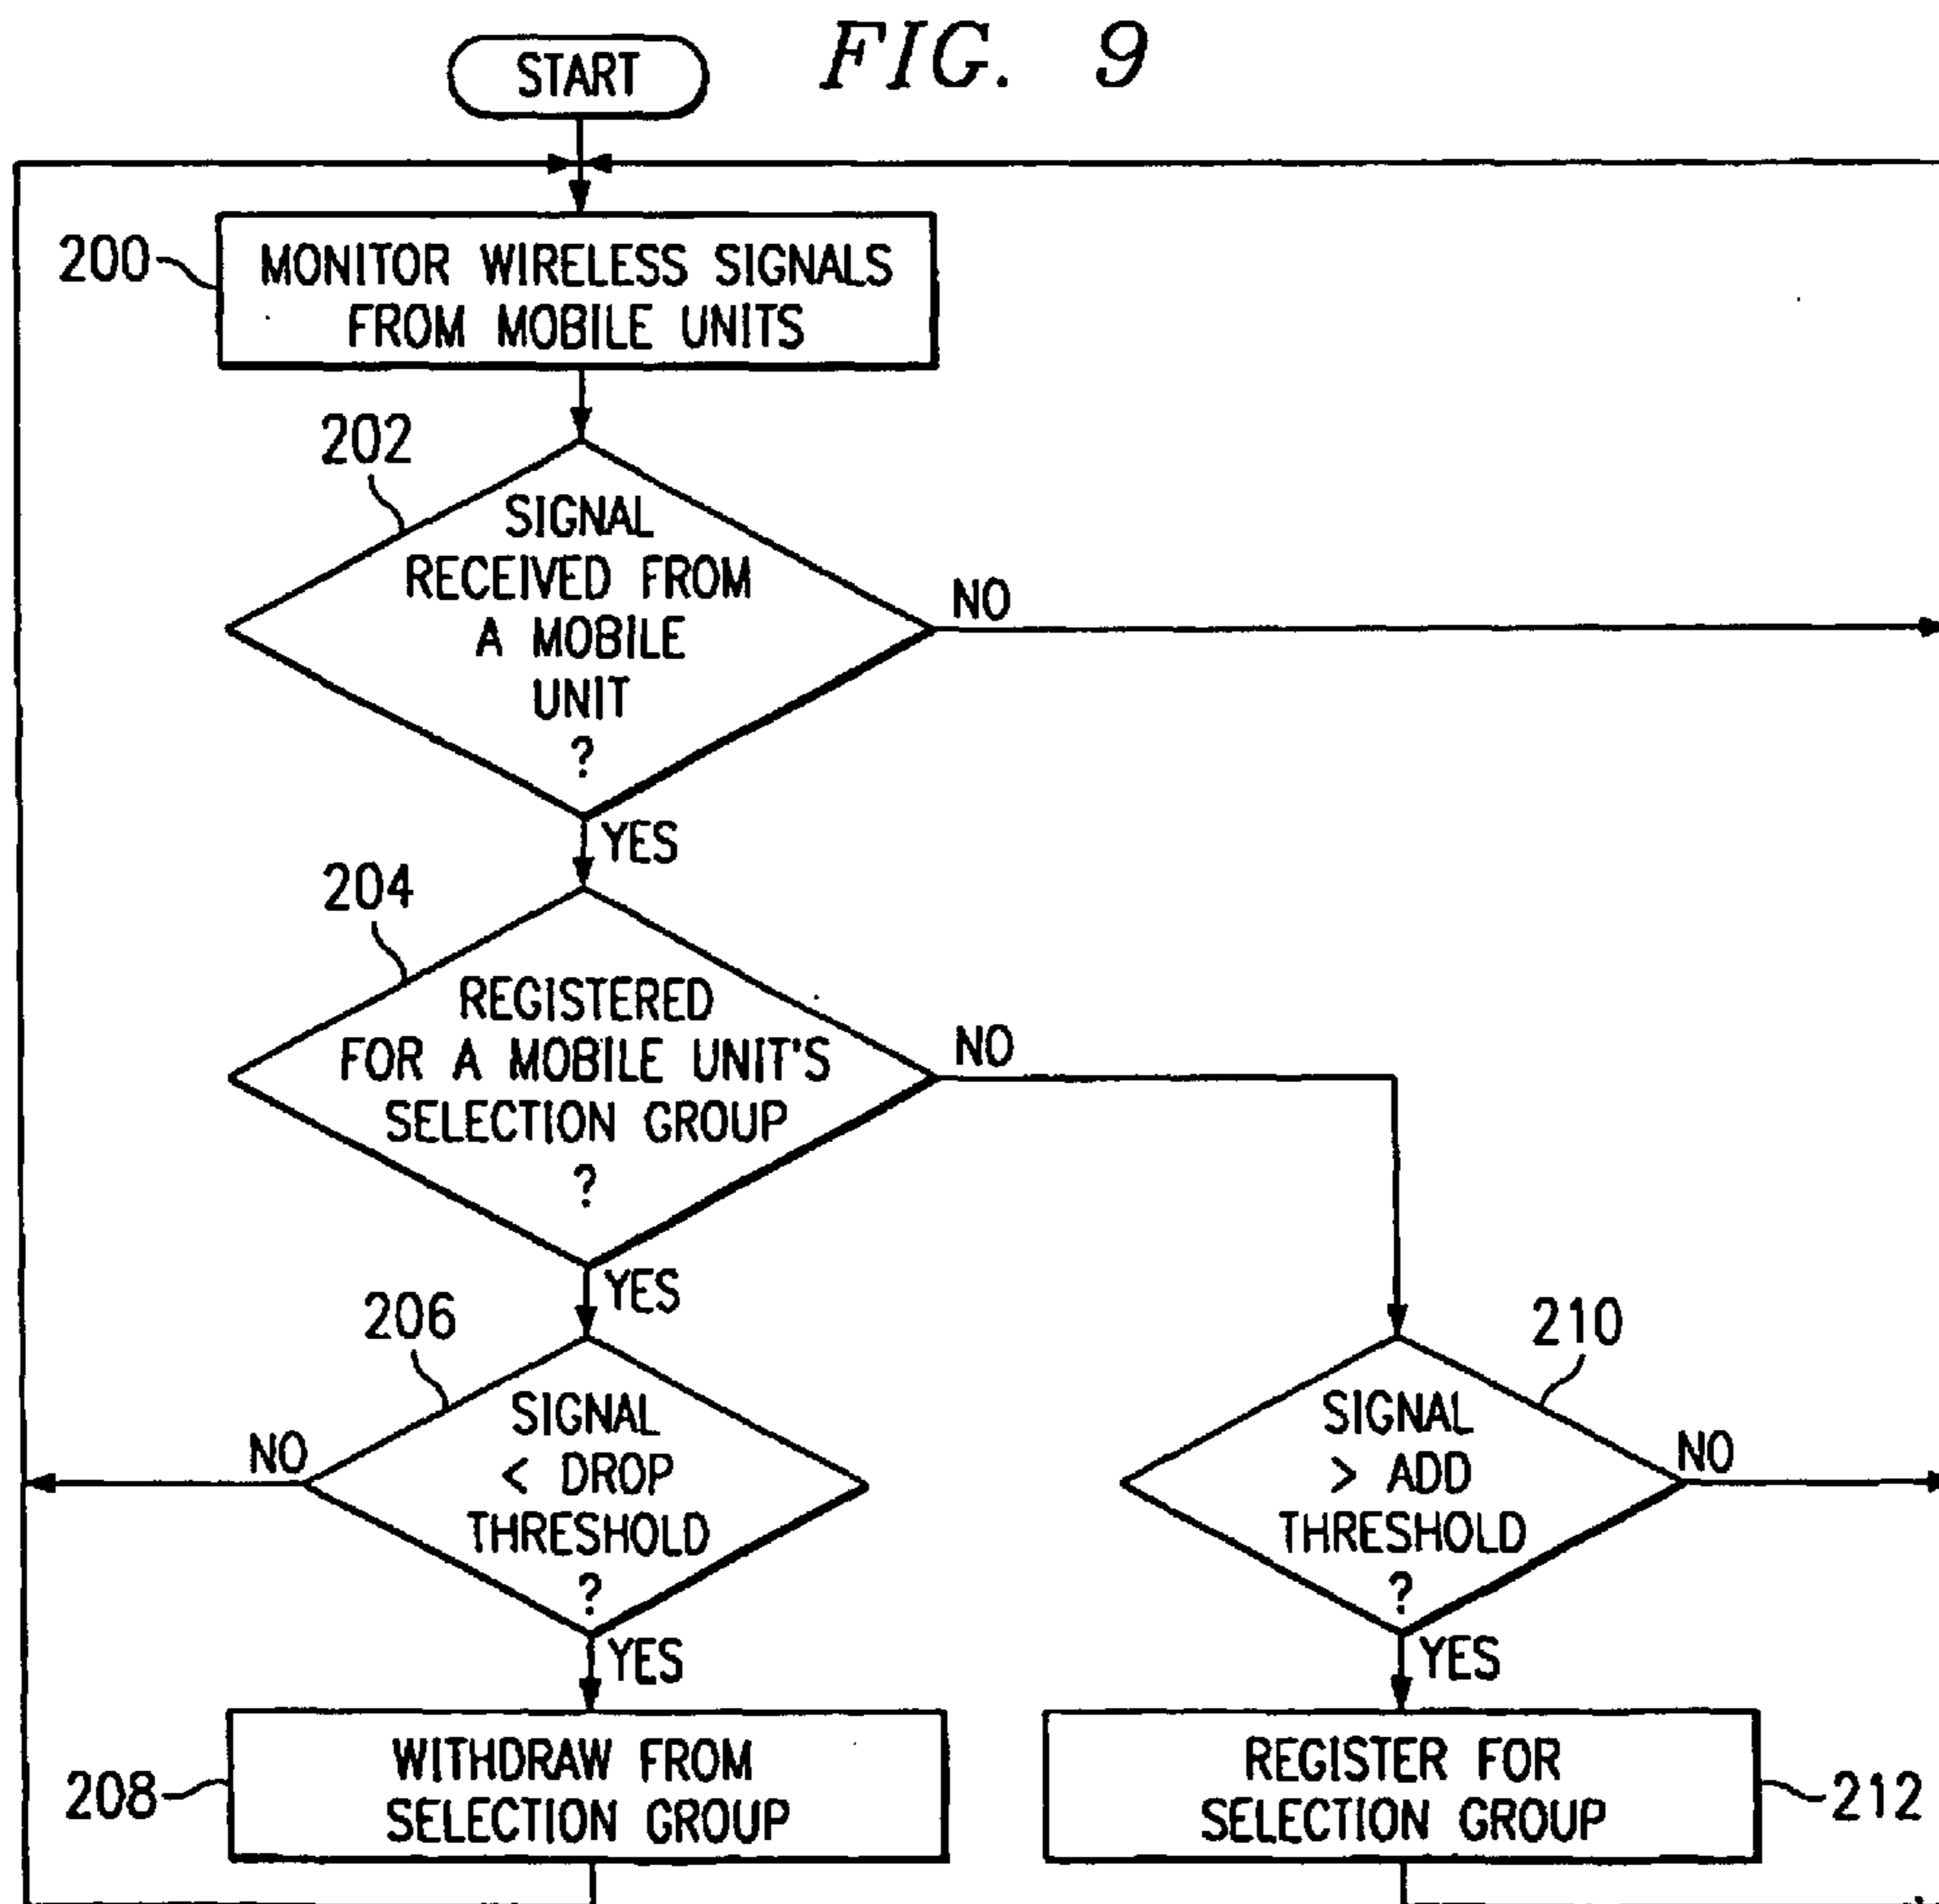 FIG. 9
START
200
MONITOR WIRELESS SIGNALS
FROM MOBILE UNITS
202
SIGNAL
RECEIVED FROM
A MOBILE
UNIT
?
NO
YES
204
REGISTERED
FOR A MOBILE UNIT'S
SELECTION GROUP
?
NO
YES
206
SIGNAL
< DROP
THRESHOLD
?
NO
YES
210
SIGNAL
> ADD
THRESHOLD
?
NO
YES
208
WITHDRAW FROM
SELECTION GROUP
REGISTER FOR
SELECTION GROUP
212